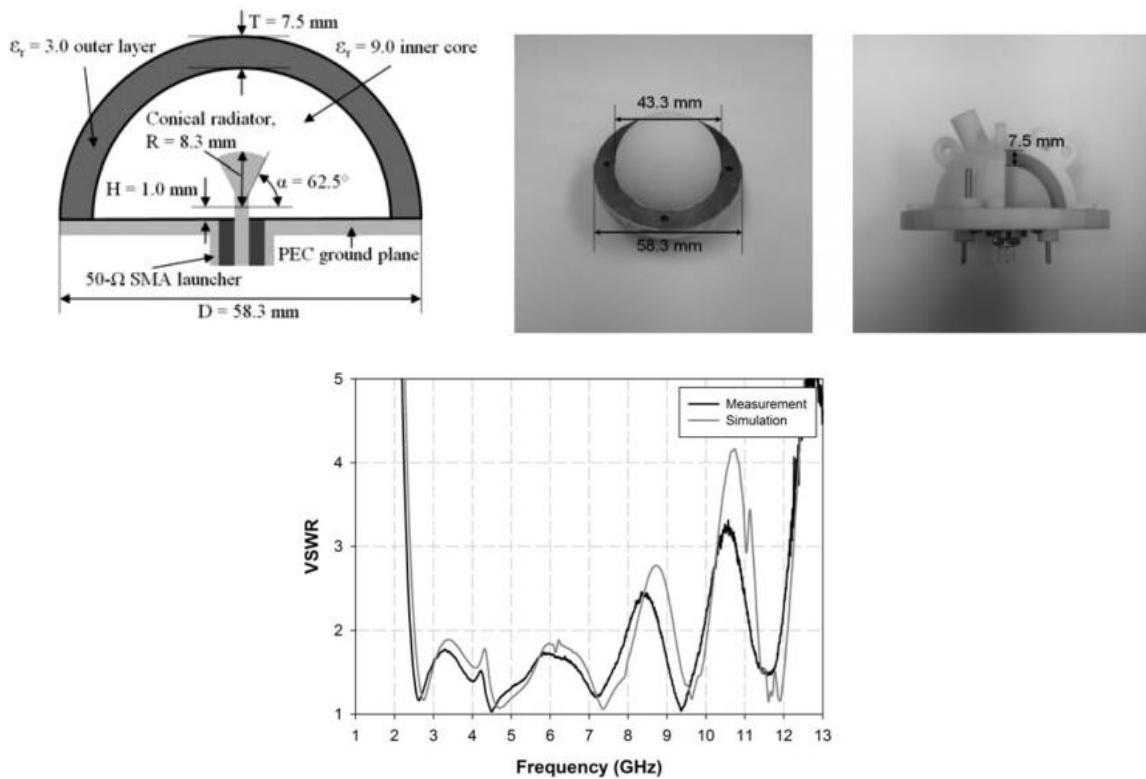 T = 7.5 mm
εr = 3.0 outer layer
εr = 9.0 inner core
Conical radiator,
R = 8.3 mm
α = 62.5°
H = 1.0 mm
PEC ground plane
50-Ω SMA launcher
D = 58.3 mm
43.3 mm
58.3 mm
7.5 mm
5
4
3
2
1
VSWR
Measurement
Simulation
1 2 3 4 5 6 7 8 9 10 11 12 13
Frequency (GHz)